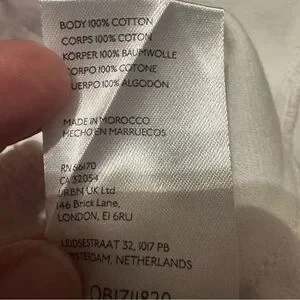 BODY 100% COTTON
CORPS 100% COTON
KÖRPER 100% BAUMWOLLE
CORPO 100% COTONE
CUERPO 100% ALGODÓN
MADE IN MOROCCO
HECHO EN MARRUECOS
RN 66170
CA 32054
URBN UK Ltd
146 Brick Lane,
LONDON, E1 6RU
LEIDSESTRAAT 32, 1017 PB
AMSTERDAM, NETHERLANDS